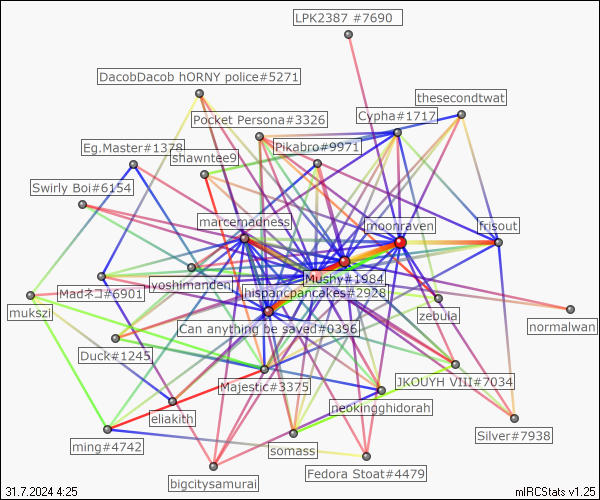 LPK2387 #7690
DacobDacob hORNY police#5271
thesecondtwat
Pocket Persona#3326
Cypha#1717
Eg.Master#1378
Pikabro#9971
shawntee9
Swirly Boi#6154
marcemadness
moonraven
frisout
Mushy#1984
yoshimanden
Madネコ#6901
hispancpancakes#2928
mukszi
zebula
Can anything be saved#0396
normalwan
Duck#1245
Majestic#3375
JKOUYH VIII#7034
neokingghidorah
eliakith
Silver#7938
ming#4742
somass
Fedora Stoat#4479
bigcitysamurai
31.7.2024 4:25
mIRCStats v1.25